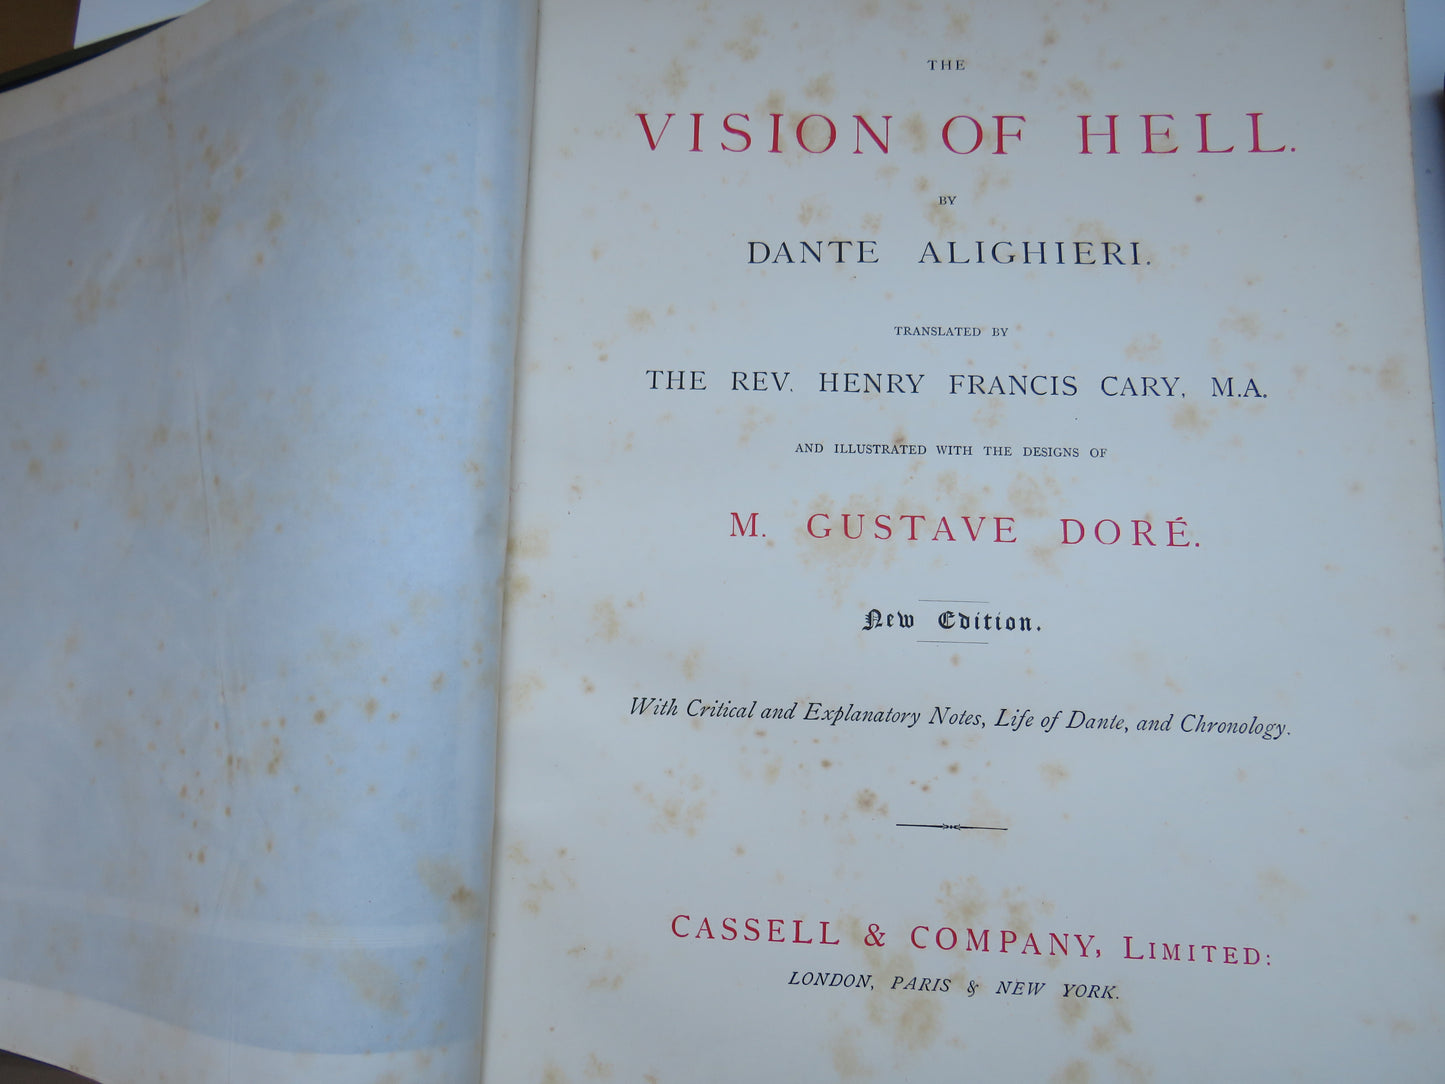 THE
VISION OF HELL.
BY
DANTE ALIGHIERI.
TRANSLATED BY
THE REV. HENRY FRANCIS CARY, M.A.
AND ILLUSTRATED WITH THE DESIGNS OF
M. GUSTAVE DORÉ.
New Edition.
With Critical and Explanatory Notes, Life of Dante, and Chronology.
CASSELL & COMPANY, LIMITED:
LONDON, PARIS & NEW YORK.